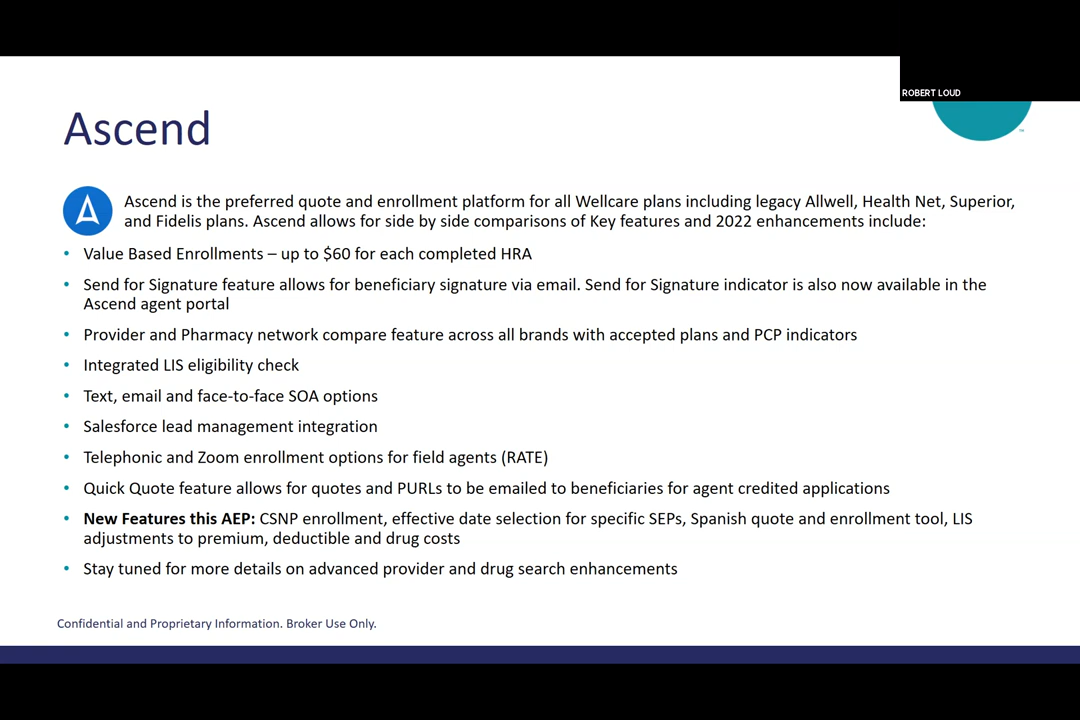 ROBERT LOUD
Ascend
Ascend is the preferred quote and enrollment platform for all Wellcare plans including legacy Allwell, Health Net, Superior,
and Fidelis plans. Ascend allows for side by side comparisons of Key features and 2022 enhancements include:
• Value Based Enrollments – up to $60 for each completed HRA
• Send for Signature feature allows for beneficiary signature via email. Send for Signature indicator is also now available in the
Ascend agent portal
• Provider and Pharmacy network compare feature across all brands with accepted plans and PCP indicators
• Integrated LIS eligibility check
• Text, email and face-to-face SOA options
• Salesforce lead management integration
• Telephonic and Zoom enrollment options for field agents (RATE)
• Quick Quote feature allows for quotes and PURLs to be emailed to beneficiaries for agent credited applications
• New Features this AEP: CSNP enrollment, effective date selection for specific SEPs, Spanish quote and enrollment tool, LIS
adjustments to premium, deductible and drug costs
• Stay tuned for more details on advanced provider and drug search enhancements
Confidential and Proprietary Information. Broker Use Only.